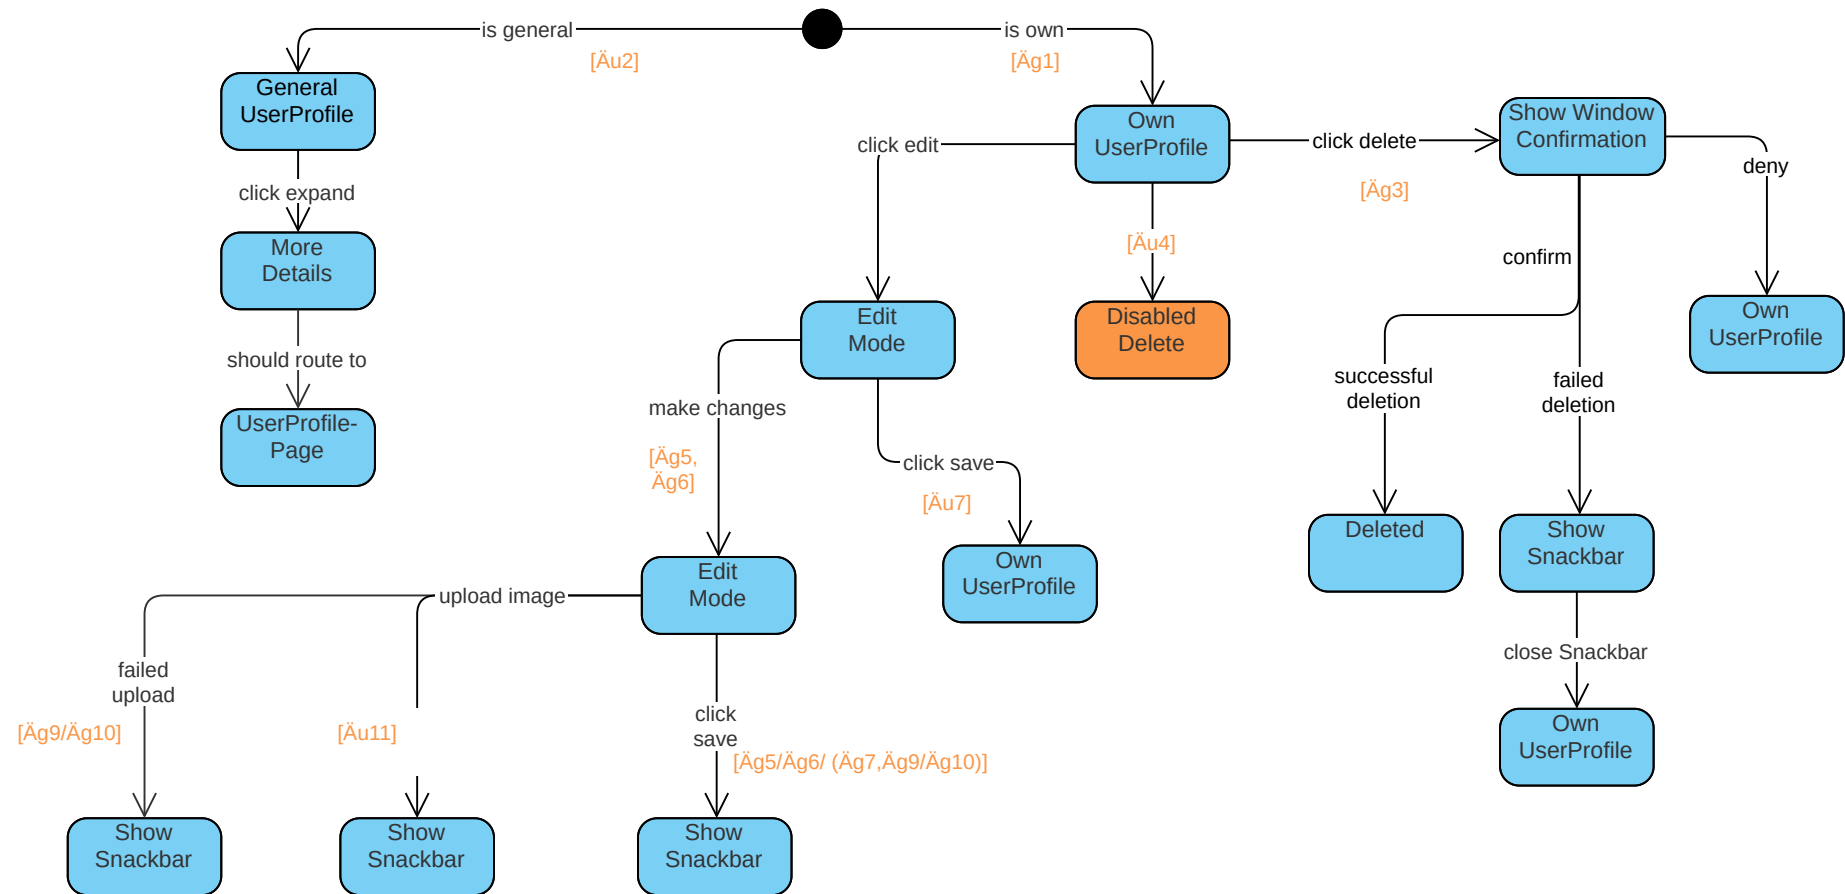 is general
is own
[Äu2]
[Äg1]
General
UserProfile
Own
UserProfile
Show Window
Confirmation
click edit
click delete
deny
[Äg3]
click expand
[Äu4]
More
Details
confirm
Edit
Mode
Disabled
Delete
Own
UserProfile
should route to
successful
deletion
failed
deletion
make changes
UserProfile-
Page
[Äg5,
Äg6]
click save
[Äu7]
Deleted
Show
Snackbar
Edit
Mode
Own
UserProfile
upload image
close Snackbar
failed
upload
click
save
[Äg9/Äg10]
[Äu11]
[Äg5/Äg6/ (Äg7,Äg9/Äg10)]
Own
UserProfile
Show
Snackbar
Show
Snackbar
Show
Snackbar